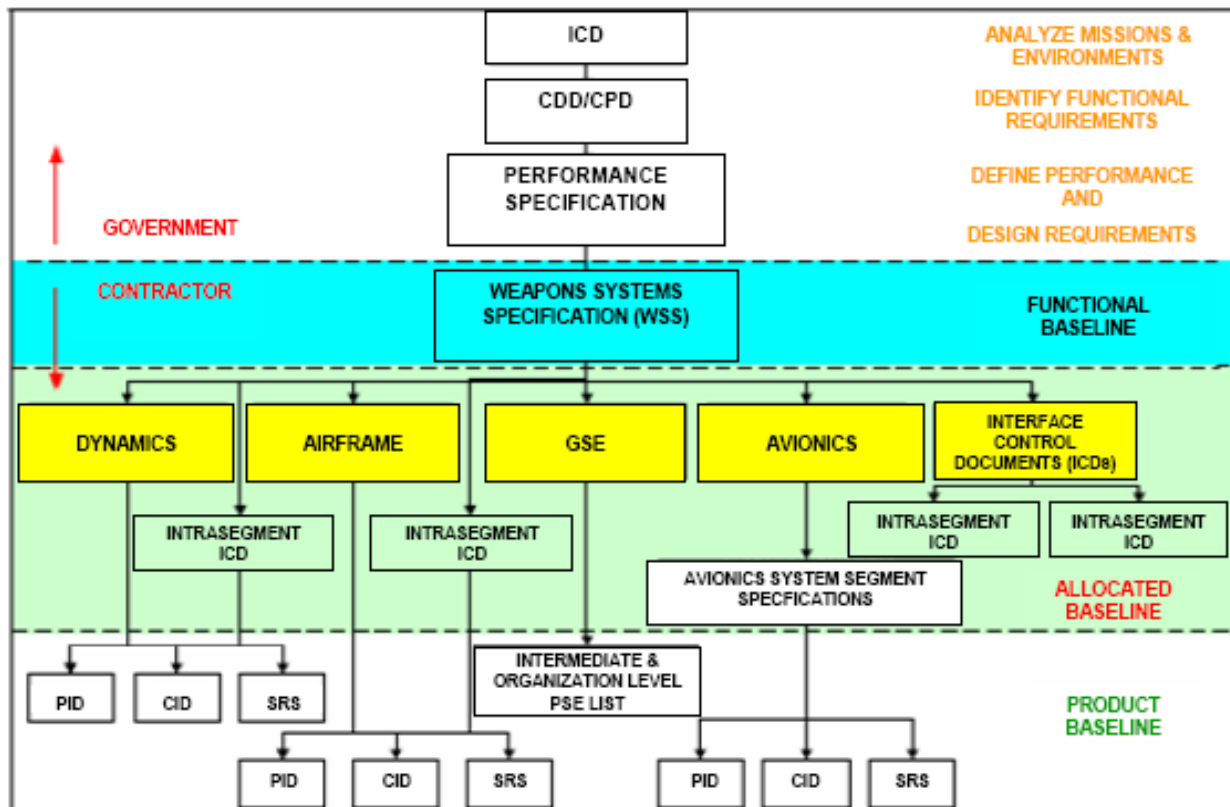 ICD
ANALYZE MISSIONS &
ENVIRONMENTS
CDD/CPD
IDENTIFY FUNCTIONAL
REQUIREMENTS
PERFORMANCE
SPECIFICATION
DEFINE PERFORMANCE
AND
DESIGN REQUIREMENTS
GOVERNMENT
CONTRACTOR
WEAPONS SYSTEMS
SPECIFICATION (WSS)
FUNCTIONAL
BASELINE
DYNAMICS
AIRFRAME
GSE
AVIONICS
INTERFACE
CONTROL
DOCUMENTS (ICDs)
INTRASEGMENT
ICD
INTRASEGMENT
ICD
INTRASEGMENT
ICD
INTRASEGMENT
ICD
AVIONICS SYSTEM SEGMENT
SPECFICATIONS
ALLOCATED
BASELINE
PID
CID
SRS
INTERMEDIATE &
ORGANIZATION LEVEL
PSE LIST
PRODUCT
BASELINE
PID
CID
SRS
PID
CID
SRS